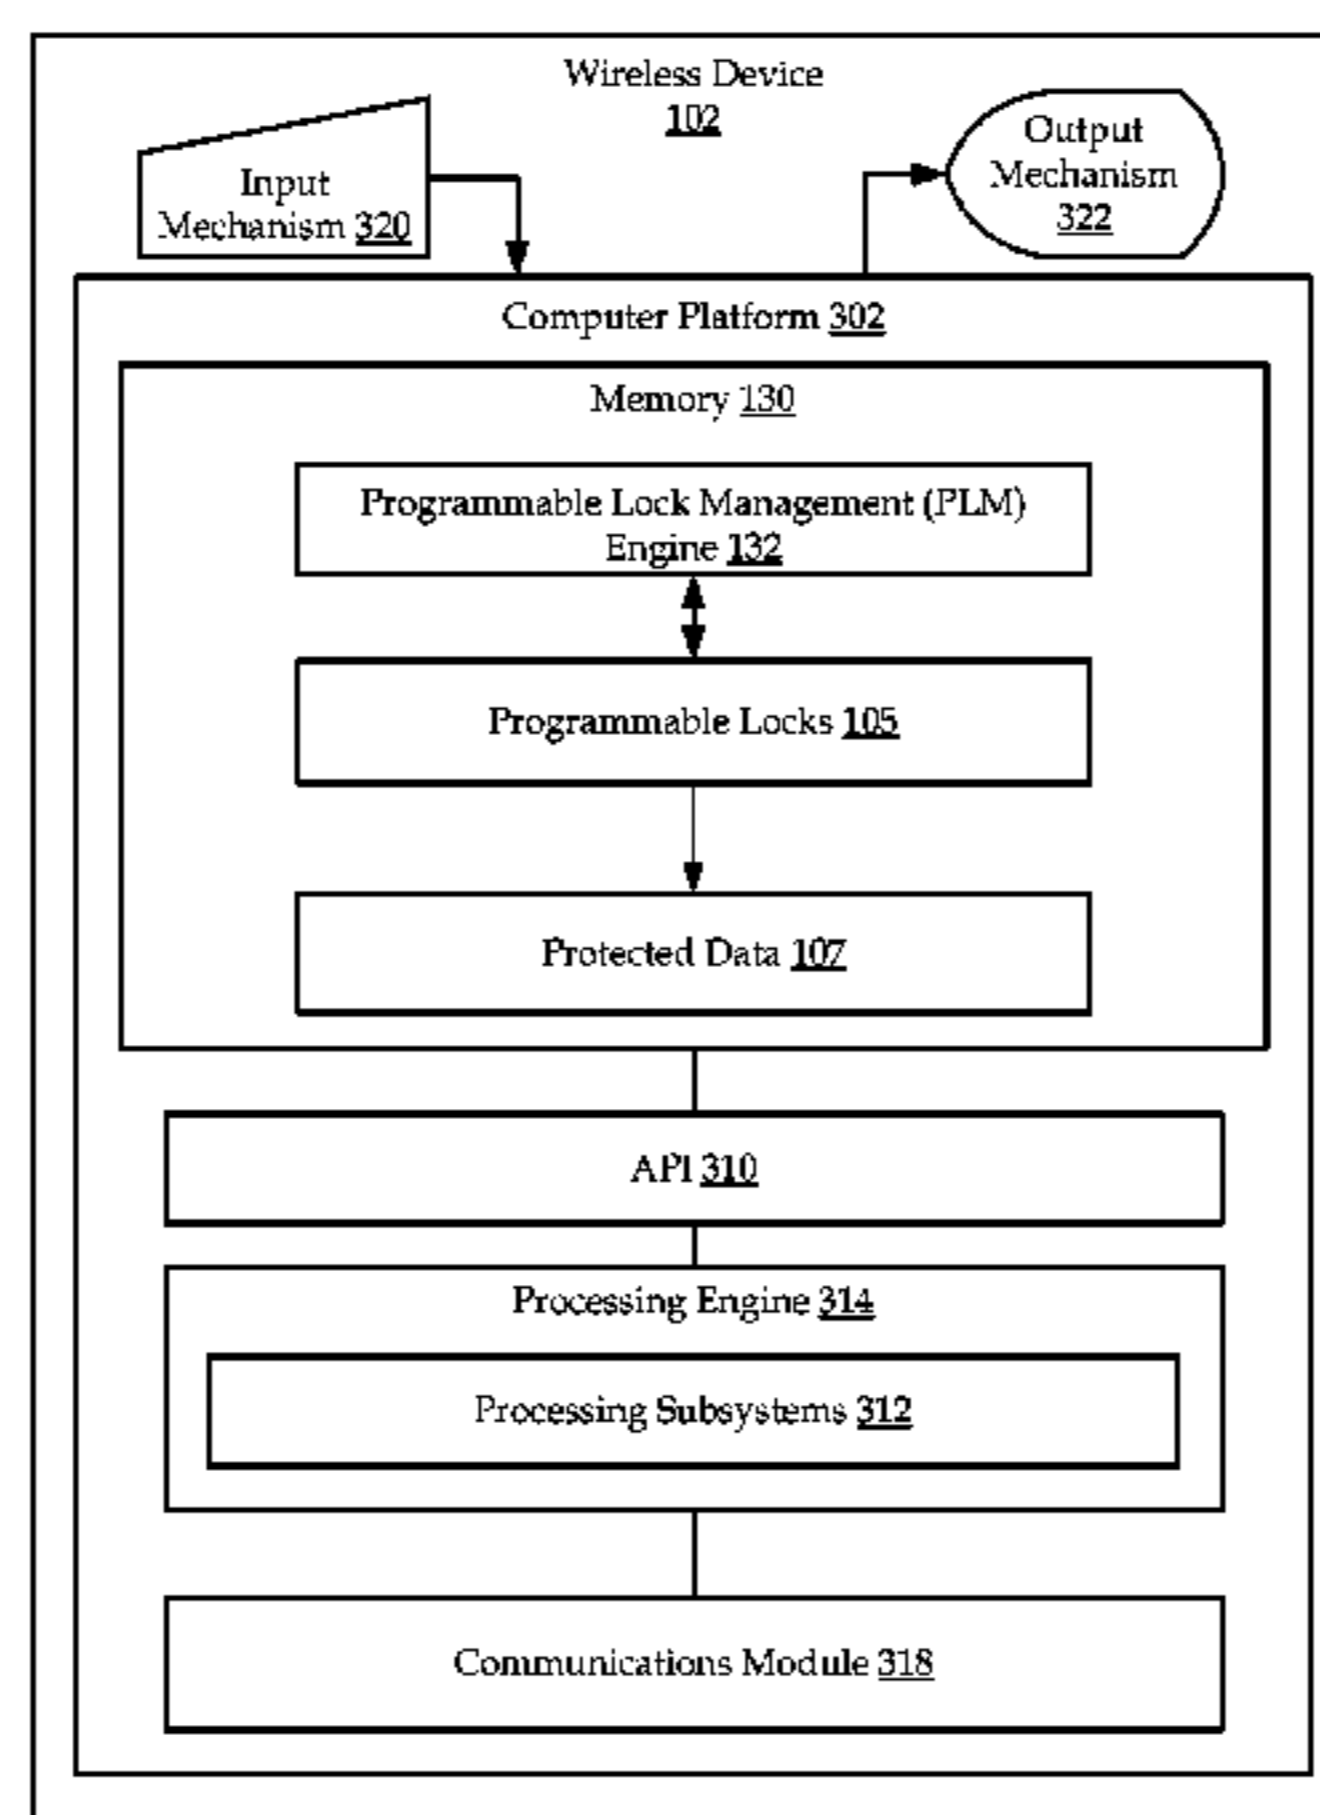 Wireless Device
102
Input
Mechanism 320
Output
Mechanism
322
Computer Platform 302
Memory 130
Programmable Lock Management (PLM)
Engine 132
Programmable Locks 105
Protected Data 107
API 310
Processing Engine 314
Processing Subsystems 312
Communications Module 318